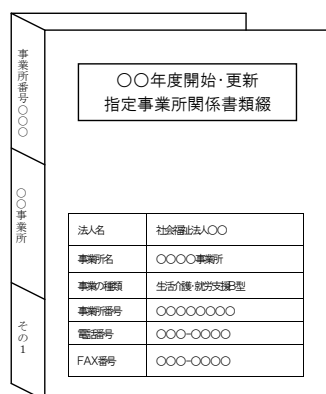 事業所番号〇〇〇
〇〇事業所
その1
〇〇年度開始・更新
指定事業所関係書類綴
法人名 社会福祉法人〇〇
事業所名 〇〇〇〇事業所
事業の種類 生活介護・就労支援B型
事業所番号 〇〇〇〇〇〇〇〇
電話番号 〇〇〇-〇〇〇〇
FAX番号 〇〇〇-〇〇〇〇